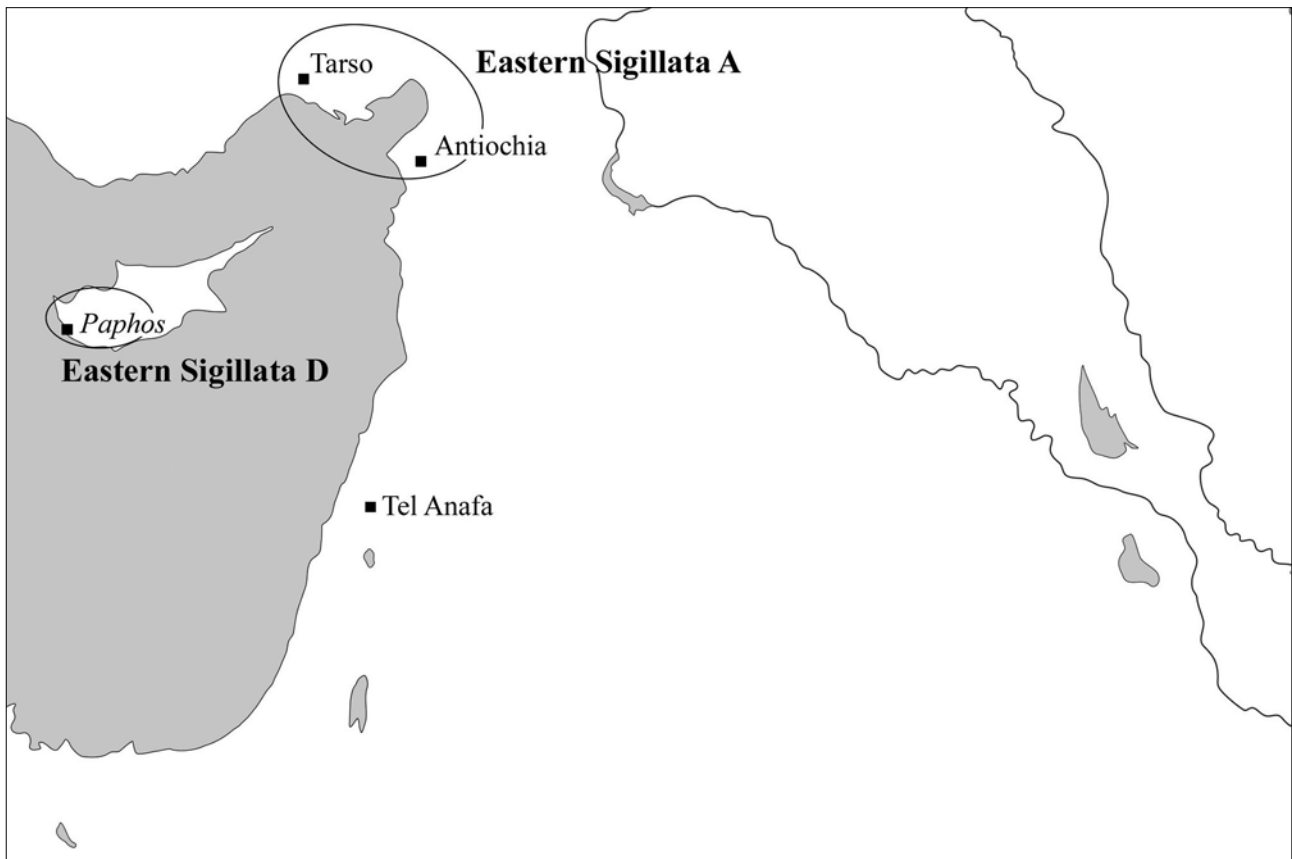 Tarso
Eastern Sigillata A
Antiochia
Paphos
Eastern Sigillata D
Tel Anafa